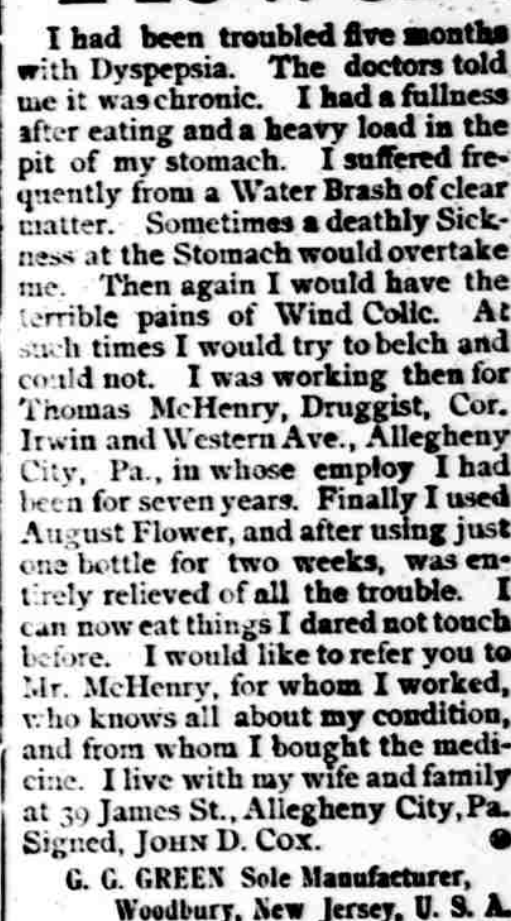 I had been troubled five months
with Dyspepsia. The doctors told
me it was chronic. I had a fullness
after eating and a heavy load in the
pit of my stomach. I suffered fre-
quently from a Water Brash of clear
matter. Sometimes a deathly Sick-
ness at the Stomach would overtake
me. Then again I would have the
terrible pains of Wind Colic. At
such times I would try to belch and
could not. I was working then for
Thomas McHenry, Druggist, Cor.
Irwin and Western Ave., Allegheny
City, Pa., in whose employ I had
been for seven years. Finally I used
August Flower, and after using just
one bottle for two weeks, was en-
tirely relieved of all the trouble. I
can now eat things I dared not touch
before. I would like to refer you to
Mr. McHenry, for whom I worked,
who knows all about my condition,
and from whom I bought the medi-
cine. I live with my wife and family
at 39 James St., Allegheny City, Pa.
Signed, JOHN D. COX.
G. G. GREEN Sole Manufacturer,
Woodbury, New Jersey, U. S. A.